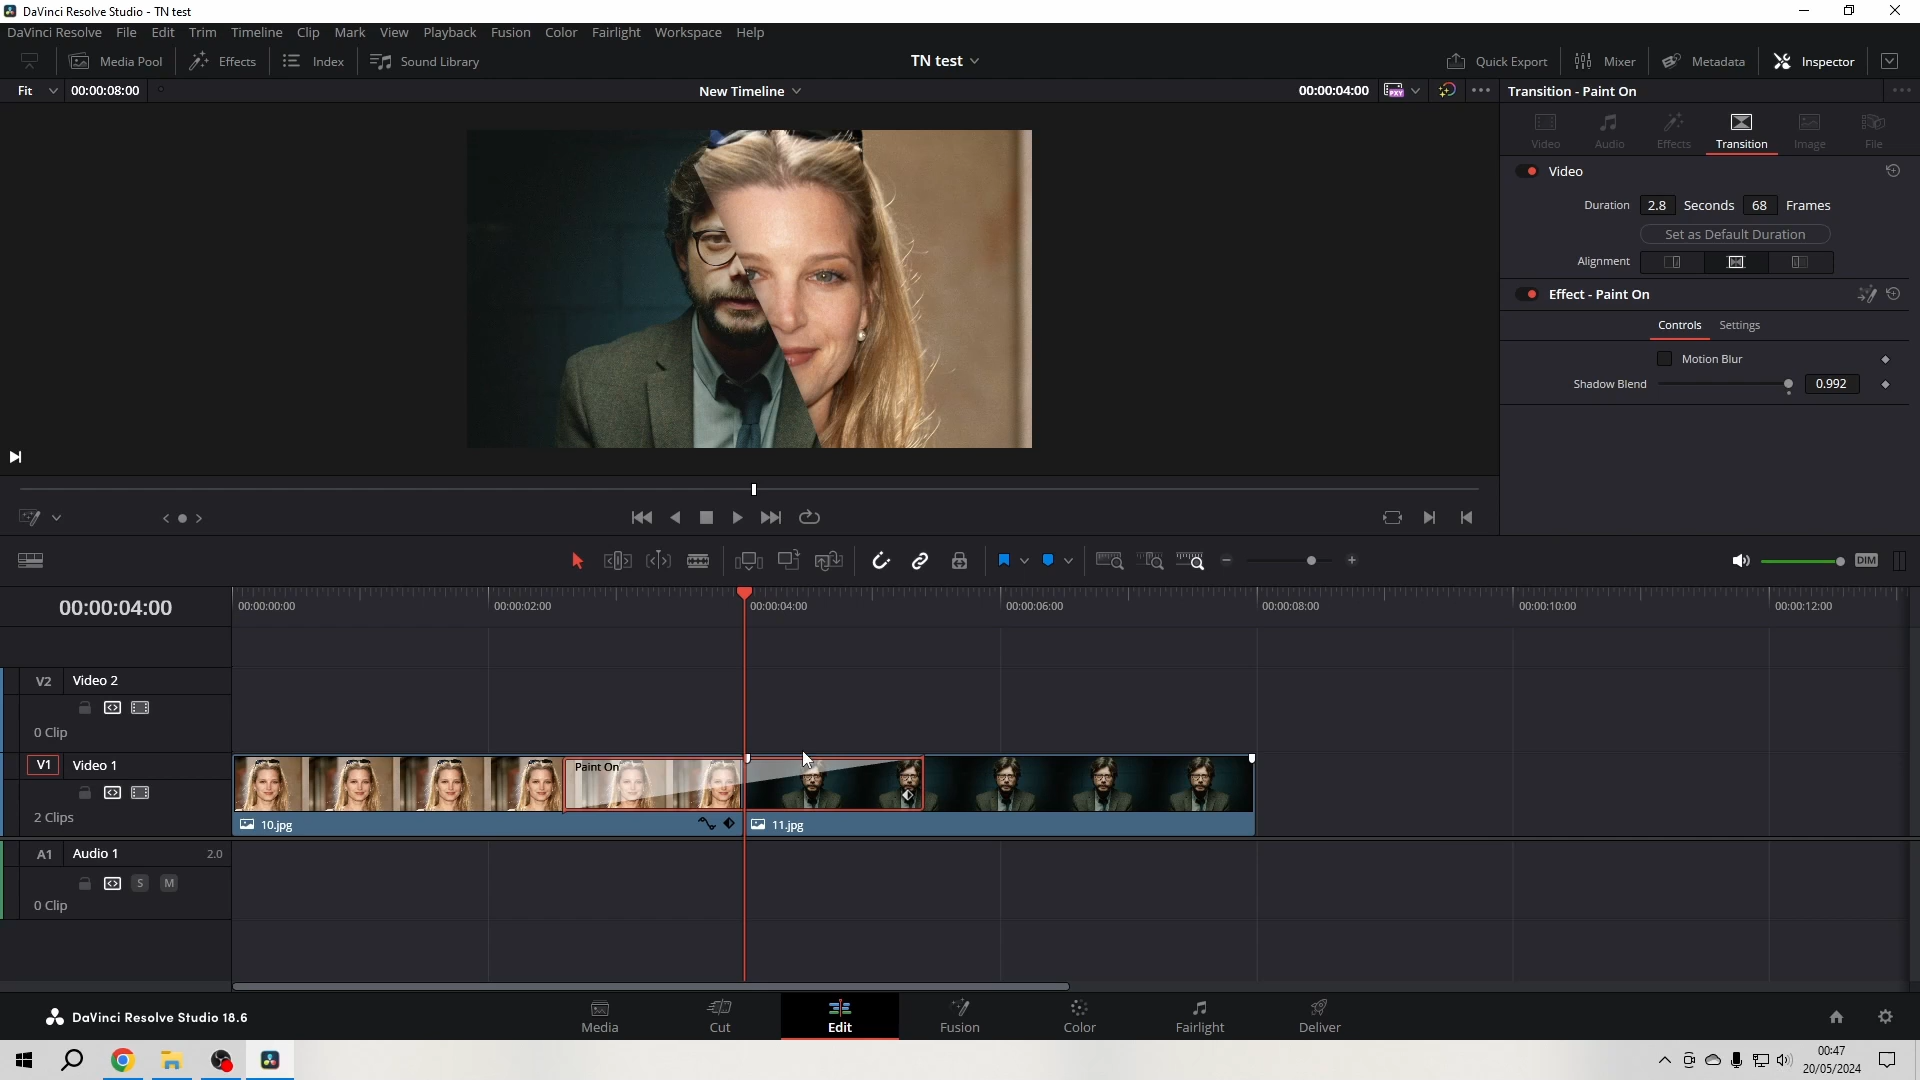 DaVinci Resolve Studio - TN test
DaVinci Resolve File Edit Trim Timeline Clip Mark View Playback Fusion Color Fairlight Workspace Help
Media Pool Effects Index Sound Library TN test Quick Export Mixer Metadata Inspector
Fit 00:00:08:00 New Timeline 00:00:04:00 PXY Transition - Paint On
Video Audio Effects Transition Image File
Video
Duration 2.8 Seconds 68 Frames
Set as Default Duration
Alignment
Effect - Paint On
Controls Settings
Motion Blur
Shadow Blend 0.992
DIM
00:00:04:00 00:00:00:00 00:00:02:00 00:00:04:00 00:00:06:00 00:00:08:00 00:00:10:00 00:00:12:00
V2 Video 2
0 Clip
V1 Video 1
Paint On
2 Clips
10.jpg 11.jpg
A1 Audio 1 2.0
S M
0 Clip
DaVinci Resolve Studio 18.6
Media Cut Edit Fusion Color Fairlight Deliver
00:47
20/05/2024